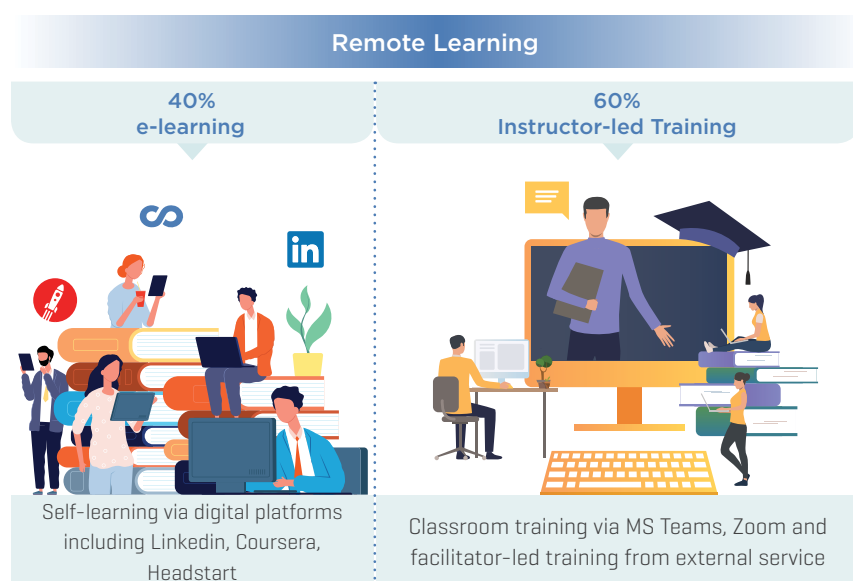 Remote Learning
40%
e-learning
60%
Instructor-led Training
in
Self-learning via digital platforms
including Linkedin, Coursera,
Headstart
Classroom training via MS Teams, Zoom and
facilitator-led training from external service